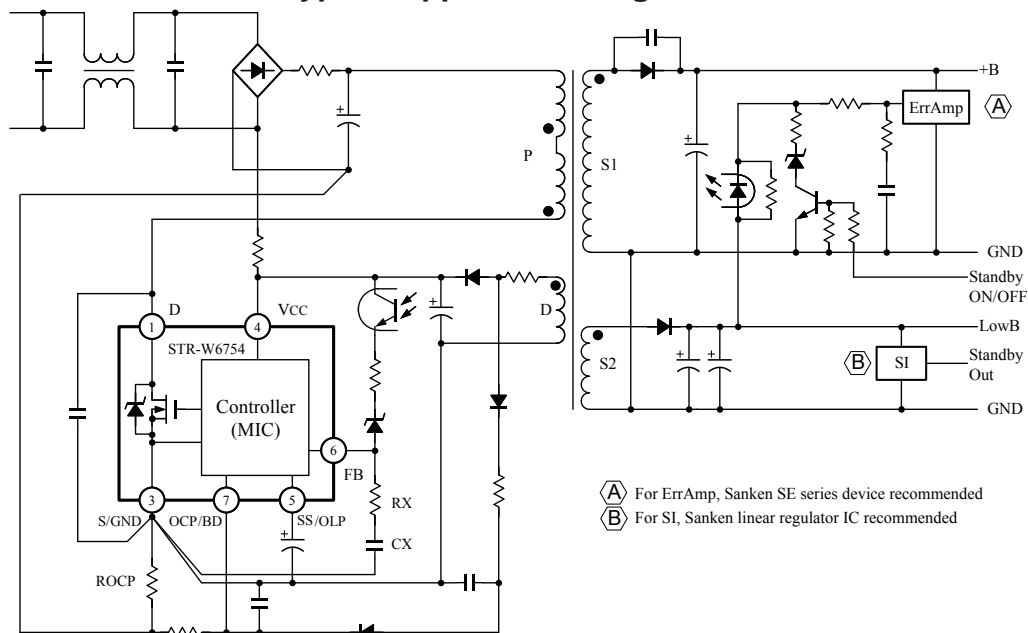 +B
ErrAmp
A
P
S1
GND
Standby
ON/OFF
D
D
VCC
1
4
STR-W6754
LowB
S2
B
SI
Standby
Out
GND
Controller
(MIC)
6
FB
3
7
5
S/GND
OCP/BD
SS/OLP
RX
CX
ROCP
A For ErrAmp, Sanken SE series device recommended
B For SI, Sanken linear regulator IC recommended
+
+
+
+
+
+